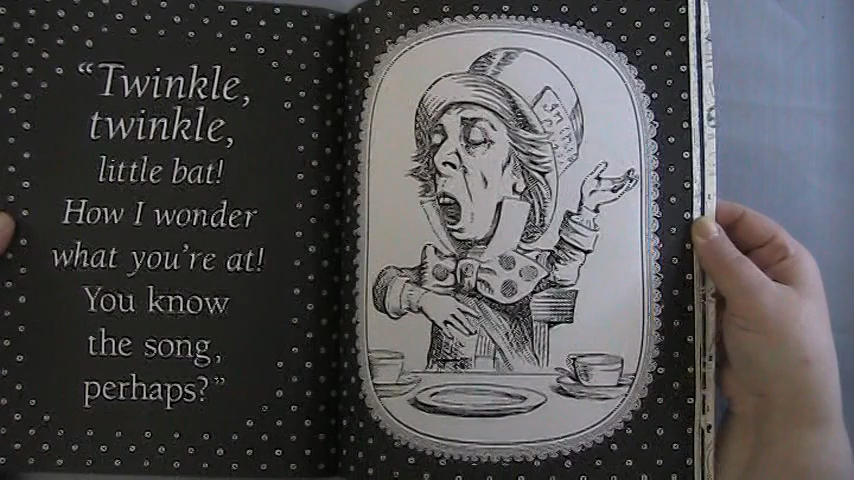 “Twinkle,
twinkle,
little bat!
How I wonder
what you're at!
You know
the song,
perhaps?”